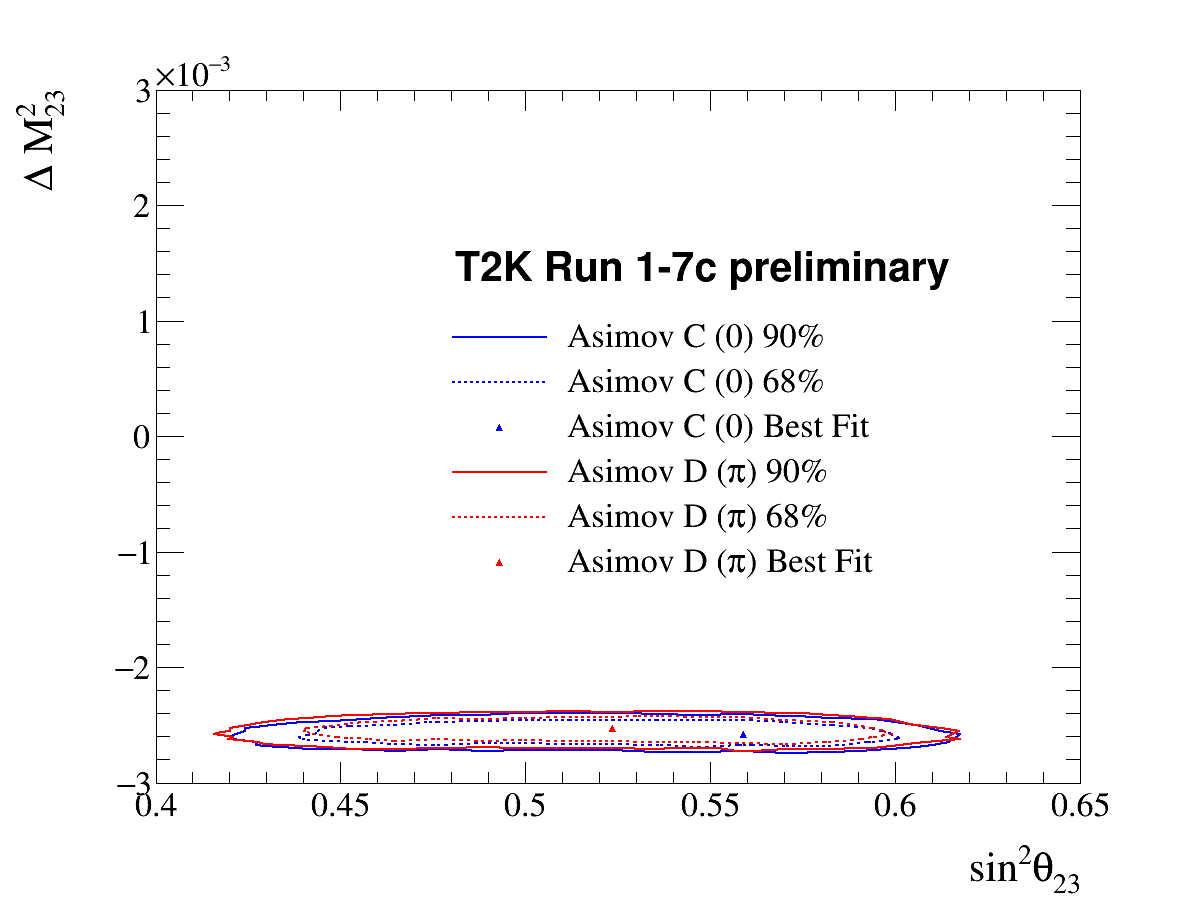 ×10⁻³
Δ M²₂₃
3
2
1
0
−1
−2
−3
T2K Run 1-7c preliminary
Asimov C (0) 90%
Asimov C (0) 68%
Asimov C (0) Best Fit
Asimov D (π) 90%
Asimov D (π) 68%
Asimov D (π) Best Fit
0.4 0.45 0.5 0.55 0.6 0.65
sin²θ₂₃